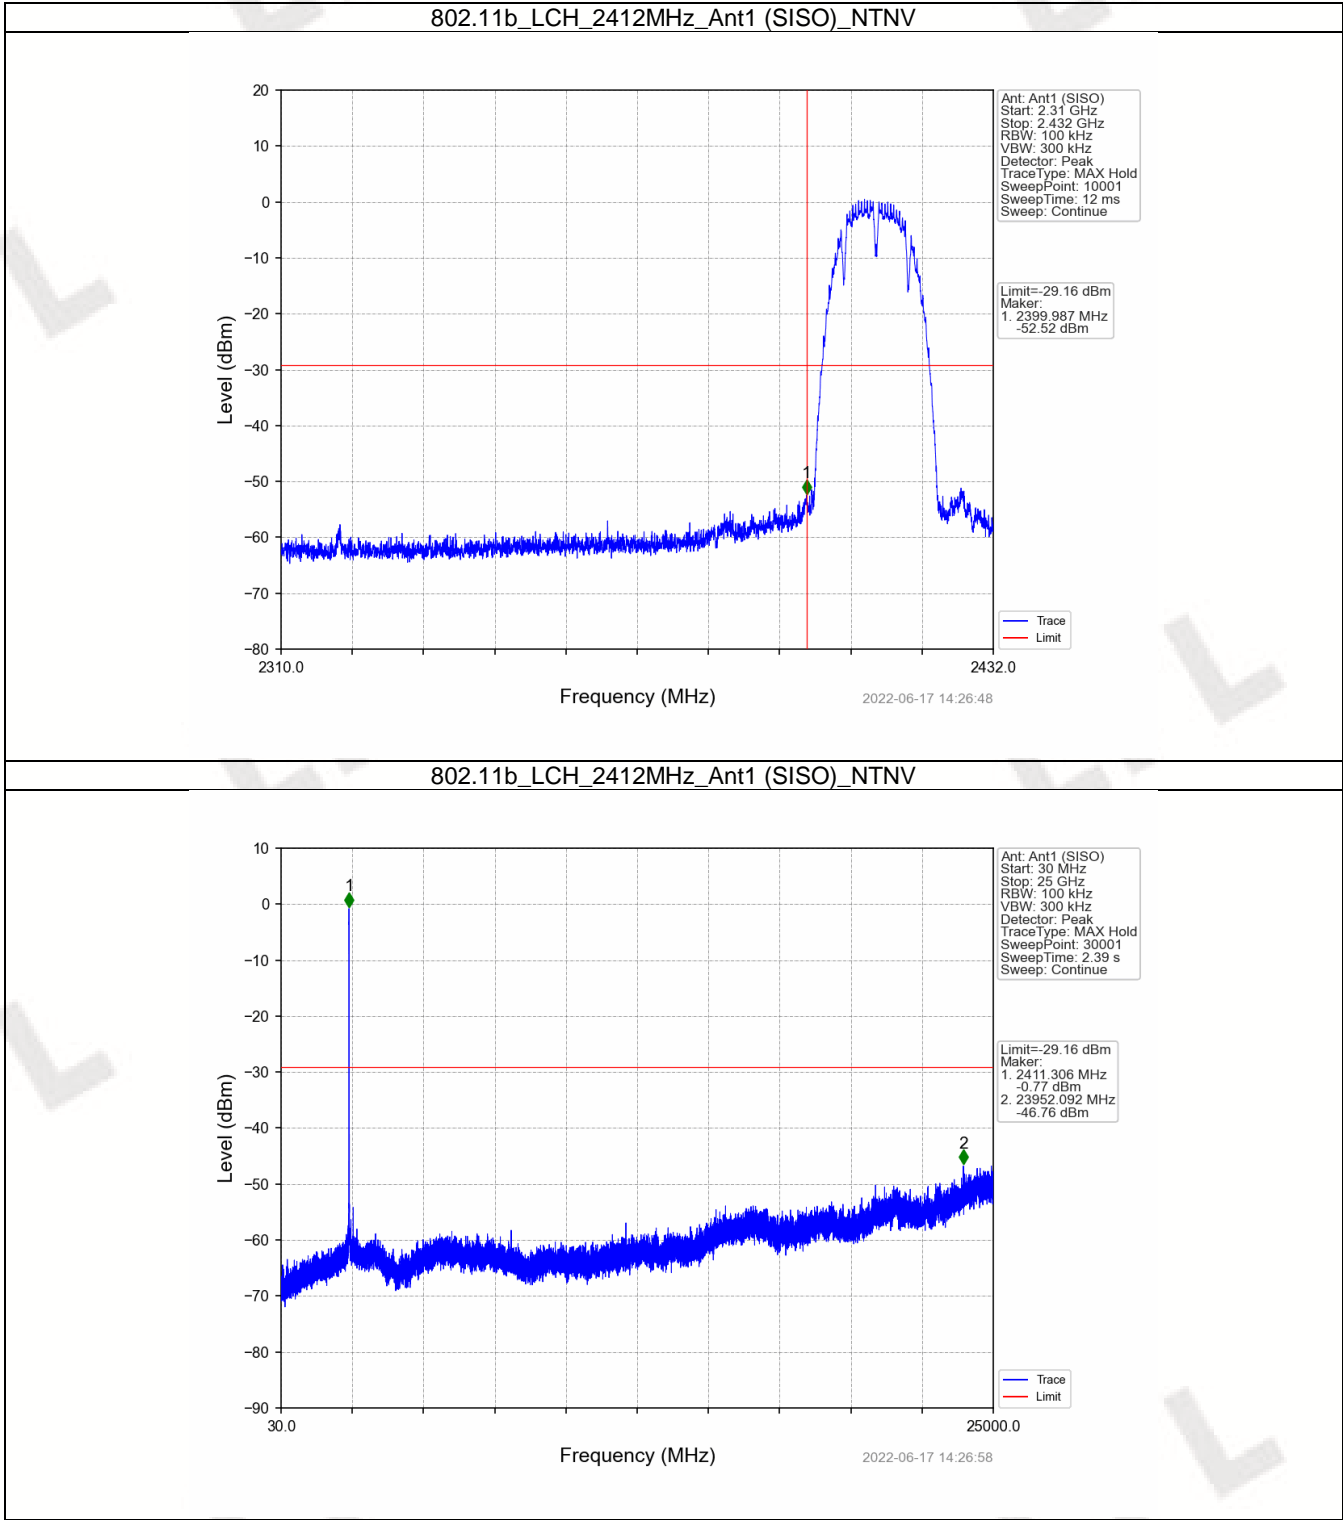 802.11b_LCH_2412MHz_Ant1 (SISO)_NTNV
20
10
0
−10
−20
−30
−40
−50
−60
−70
−80
Level (dBm)
1
2310.0
2432.0
Frequency (MHz)
2022-06-17 14:26:48
Ant: Ant1 (SISO)
Start: 2.31 GHz
Stop: 2.432 GHz
RBW: 100 kHz
VBW: 300 kHz
Detector: Peak
TraceType: MAX Hold
SweepPoint: 10001
SweepTime: 12 ms
Sweep: Continue
Limit=-29.16 dBm
Maker:
1. 2399.987 MHz
-52.52 dBm
Trace
Limit
802.11b_LCH_2412MHz_Ant1 (SISO)_NTNV
10
0
−10
−20
−30
−40
−50
−60
−70
−80
−90
Level (dBm)
1
2
30.0
25000.0
Frequency (MHz)
2022-06-17 14:26:58
Ant: Ant1 (SISO)
Start: 30 MHz
Stop: 25 GHz
RBW: 100 kHz
VBW: 300 kHz
Detector: Peak
TraceType: MAX Hold
SweepPoint: 30001
SweepTime: 2.39 s
Sweep: Continue
Limit=-29.16 dBm
Maker:
1. 2411.306 MHz
-0.77 dBm
2. 23952.092 MHz
-46.76 dBm
Trace
Limit